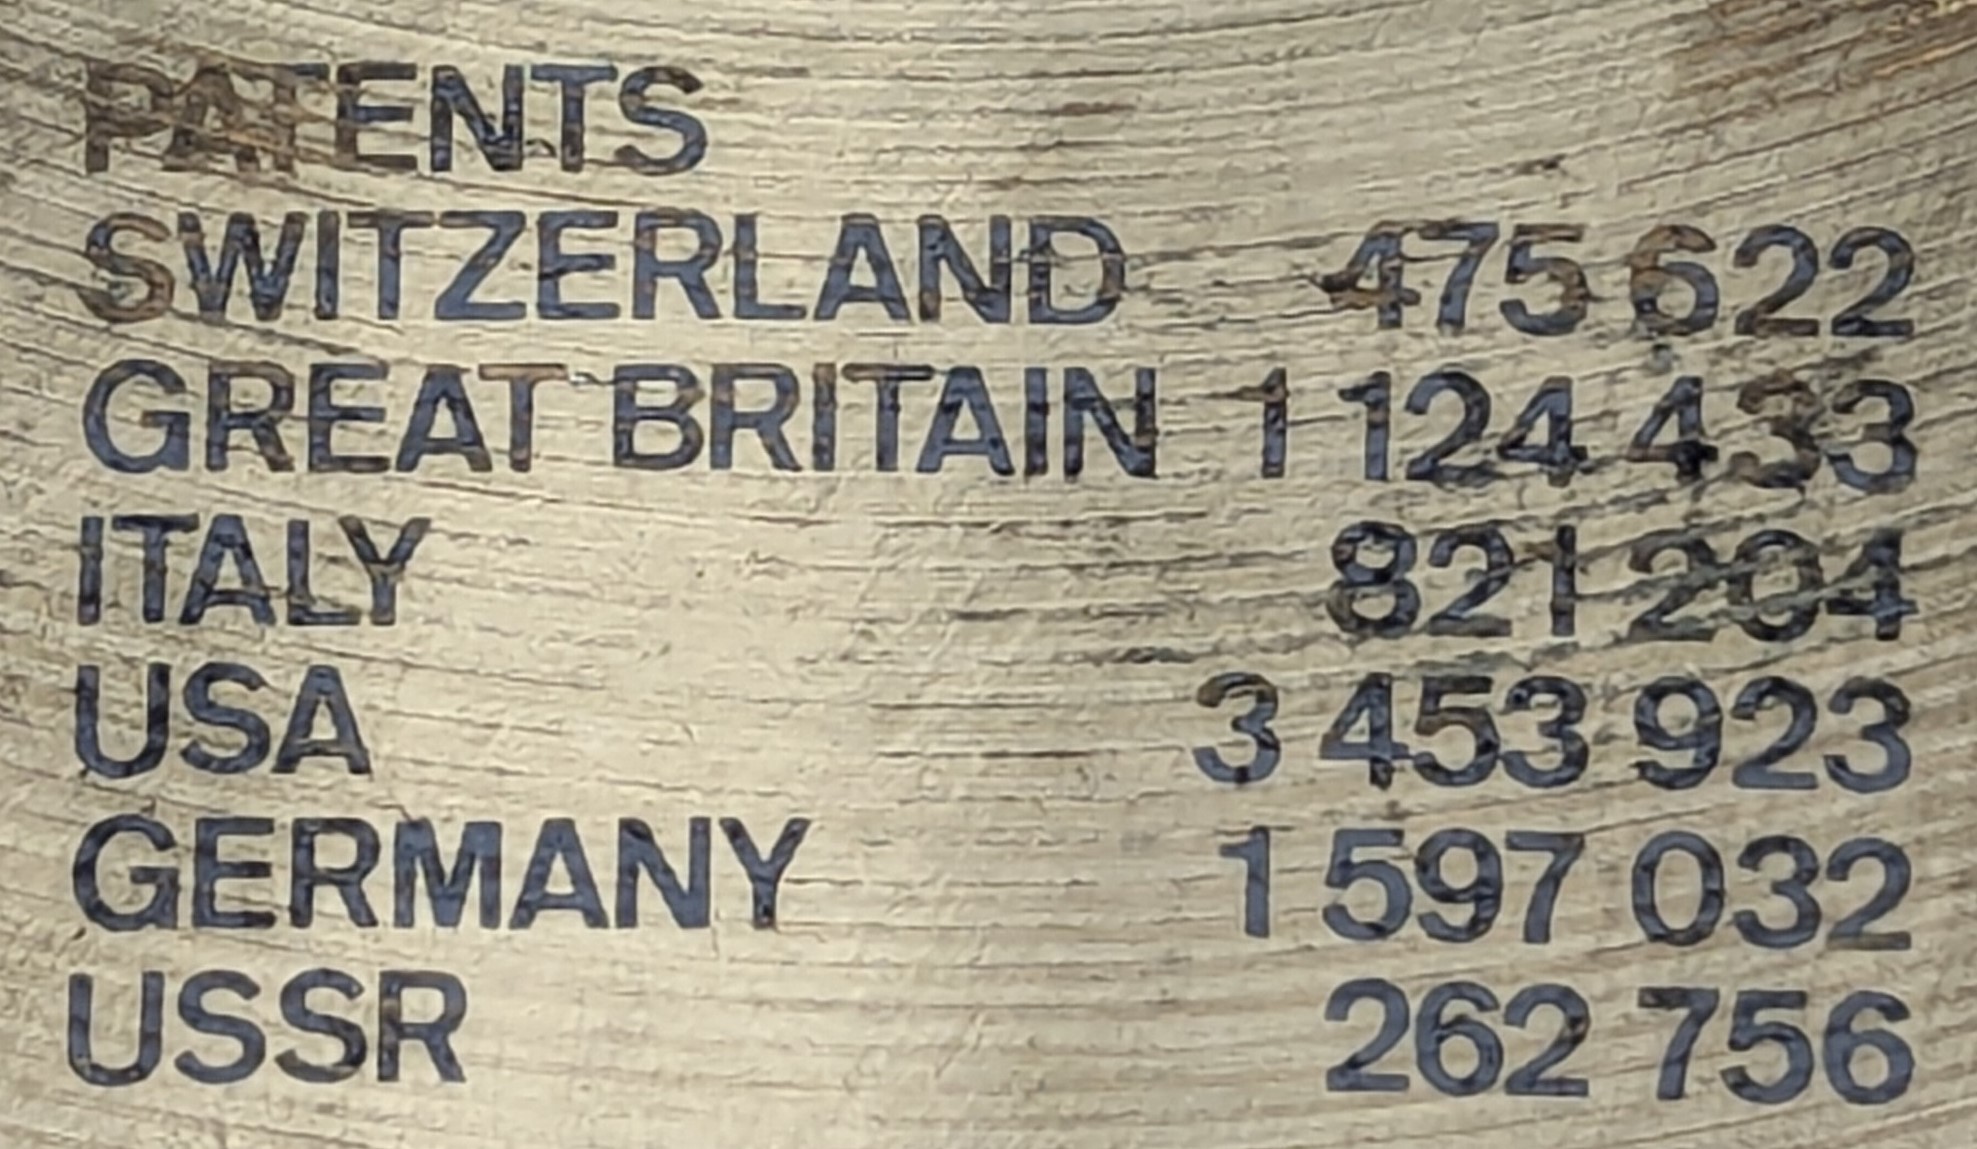 PATENTS
SWITZERLAND 475 622
GREAT BRITAIN 1 124 433
ITALY 821 204
USA 3 453 923
GERMANY 1 597 032
USSR 262 756